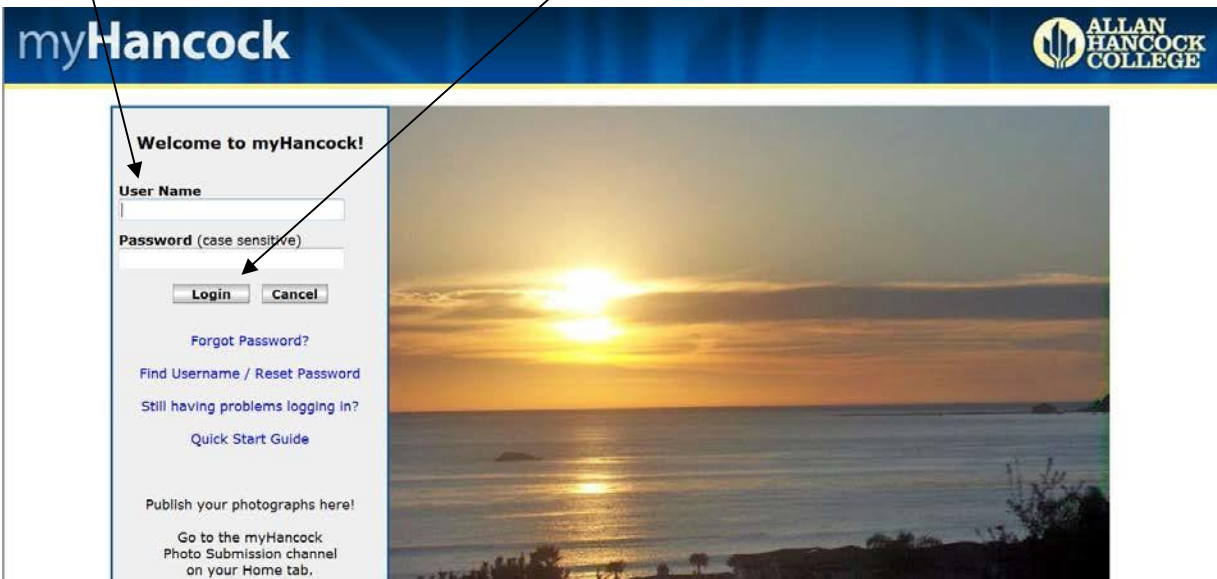 myHancock
ALLAN
HANCOCK
COLLEGE
Welcome to myHancock!
User Name
Password (case sensitive)
Login Cancel
Forgot Password?
Find Username / Reset Password
Still having problems logging in?
Quick Start Guide
Publish your photographs here!
Go to the myHancock
Photo Submission channel
on your Home tab.